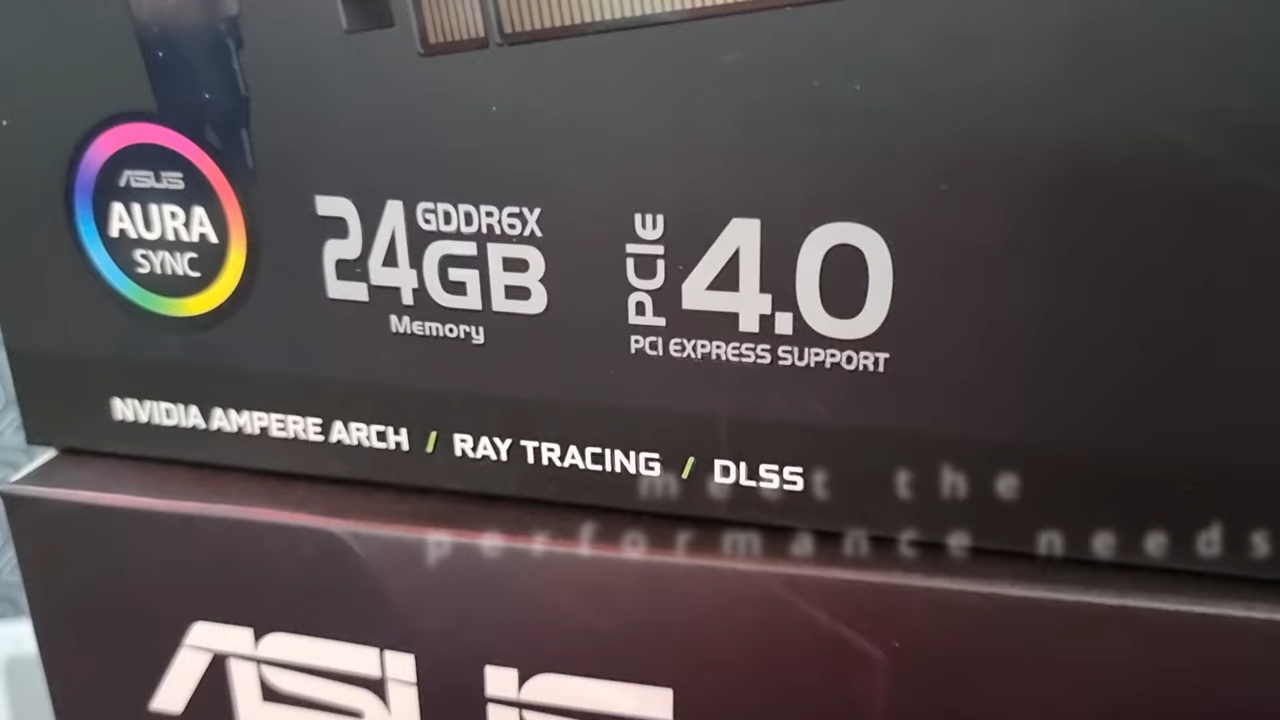 ASUS
AURA
SYNC
24GB
GDDR6X
Memory
PCIe 4.0
PCI EXPRESS SUPPORT
NVIDIA AMPERE ARCH / RAY TRACING / DLSS
meet the
performance needs
ASUS